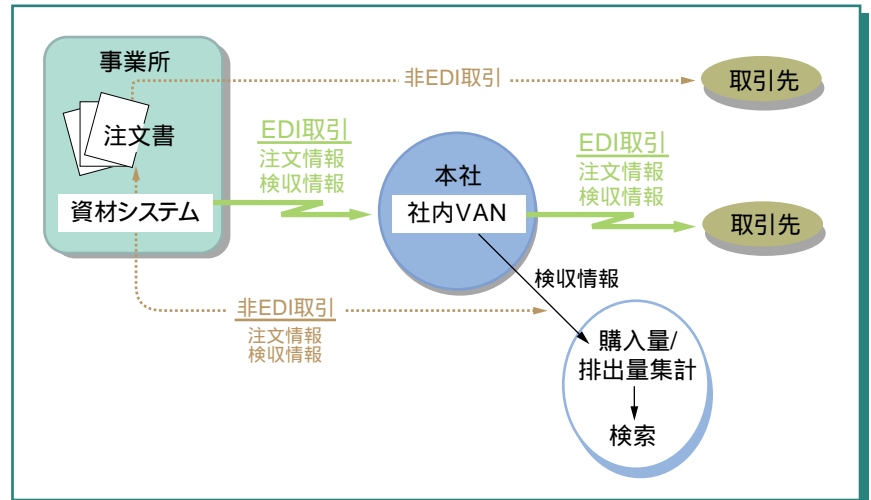 事業所
注文書
資材システム
非EDI取引
取引先
EDI取引
注文情報
検収情報
本社
社内VAN
EDI取引
注文情報
検収情報
取引先
検収情報
非EDI取引
注文情報
検収情報
購入量/
排出量集計
検索